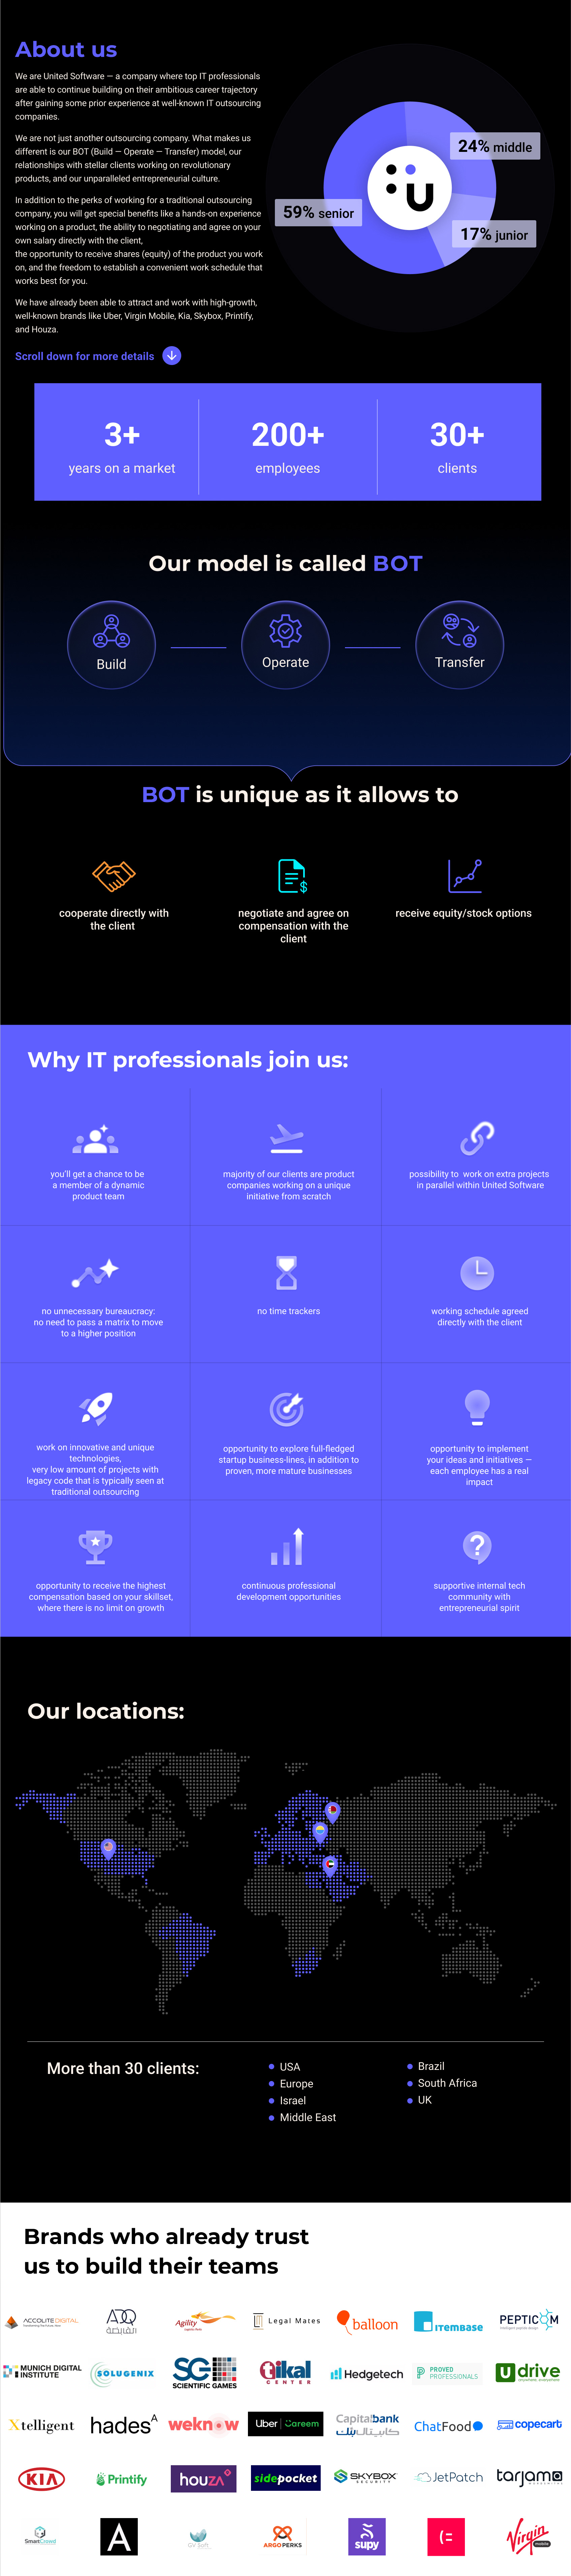 About us
We are United Software — a company where top IT professionals
are able to continue building on their ambitious career trajectory
after gaining some prior experience at well-known IT outsourcing
companies.
We are not just another outsourcing company. What makes us
different is our BOT (Build — Operate — Transfer) model, our
relationships with stellar clients working on revolutionary
products, and our unparalleled entrepreneurial culture.
In addition to the perks of working for a traditional outsourcing
company, you will get special benefits like a hands-on experience
working on a product, the ability to negotiating and agree on your
own salary directly with the client,
the opportunity to receive shares (equity) of the product you work
on, and the freedom to establish a convenient work schedule that
works best for you.
We have already been able to attract and work with high-growth,
well-known brands like Uber, Virgin Mobile, Kia, Skybox, Printify,
and Houza.
Scroll down for more details
24% middle
59% senior
17% junior
3+
years on a market
200+
employees
30+
clients
Our model is called BOT
Build
Operate
Transfer
BOT is unique as it allows to
cooperate directly with
the client
negotiate and agree on
compensation with the
client
receive equity/stock options
Why IT professionals join us:
you'll get a chance to be
a member of a dynamic
product team
majority of our clients are product
companies working on a unique
initiative from scratch
possibility to work on extra projects
in parallel within United Software
no unnecessary bureaucracy:
no need to pass a matrix to move
to a higher position
no time trackers
working schedule agreed
directly with the client
work on innovative and unique
technologies,
very low amount of projects with
legacy code that is typically seen at
traditional outsourcing
opportunity to explore full-fledged
startup business-lines, in addition to
proven, more mature businesses
opportunity to implement
your ideas and initiatives —
each employee has a real
impact
opportunity to receive the highest
compensation based on your skillset,
where there is no limit on growth
continuous professional
development opportunities
supportive internal tech
community with
entrepreneurial spirit
Our locations:
More than 30 clients:
USA
Europe
Israel
Middle East
Brazil
South Africa
UK
Brands who already trust
us to build their teams
ACCOLITE DIGITAL
ADQ
القابضة
Agility
Legal Mates
balloon
ITEMBASE
PEPTICOM
MUNICH DIGITAL
INSTITUTE
SOLUGENIX
SG
SCIENTIFIC GAMES
tikal
CENTER
Hedgetech
PROVED
PROFESSIONALS
U drive
Xtelligent
hades A
weknow
Uber Careem
Capital bank
كابيتال بنك
ChatFood
copecart
KIA
Printify
houza
sidepocket
SKYBOX
SECURITY
JetPatch
tarjama
SmartCrowd
A
GV Soft
ARGO PERKS
supy
Virgin
mobile